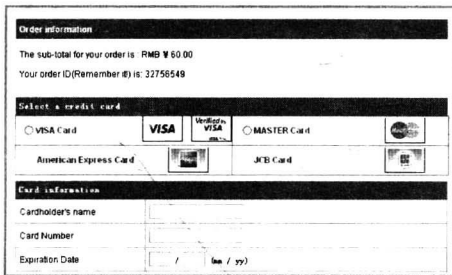 Order information
The sub-total for your order is : RMB ¥ 60.00
Your order ID(Remember it!) is: 32756549
Select a credit card
VISA Card VISA Verified by VISA MASTER Card
American Express Card JCB Card
Card information
Cardholder's name
Card Number
Expiration Date / (mm / yy)